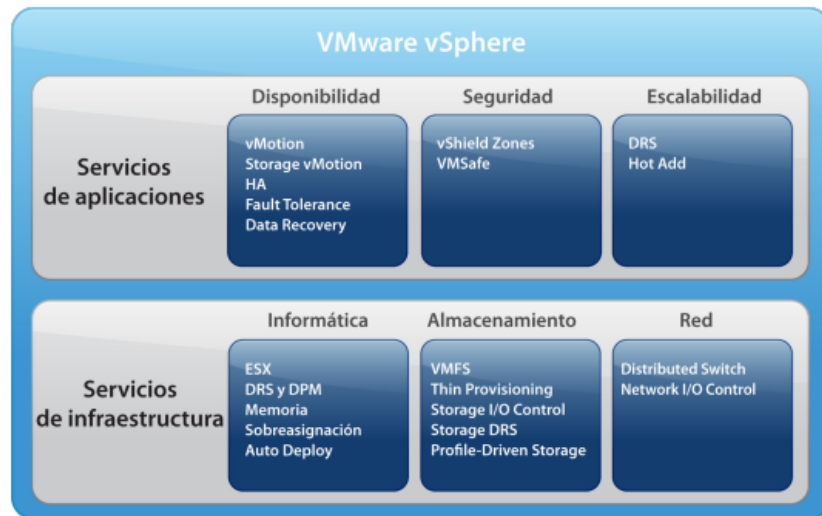 VMware vSphere
Disponibilidad
Seguridad
Escalabilidad
Servicios
de aplicaciones
vMotion
Storage vMotion
HA
Fault Tolerance
Data Recovery
vShield Zones
VMSafe
DRS
Hot Add
Informática
Almacenamiento
Red
Servicios
de infraestructura
ESX
DRS y DPM
Memoria
Sobreasignación
Auto Deploy
VMFS
Thin Provisioning
Storage I/O Control
Storage DRS
Profile-Driven Storage
Distributed Switch
Network I/O Control